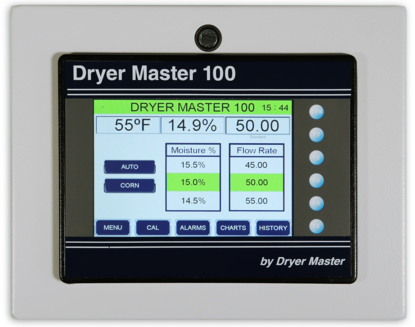 Dryer Master 100
DRYER MASTER 100 15 : 44
55ºF 14.9% 50.00
Moisture % Flow Rate
AUTO 15.5% 45.00
CORN 15.0% 50.00
14.5% 55.00
MENU CAL ALARMS CHARTS HISTORY
by Dryer Master